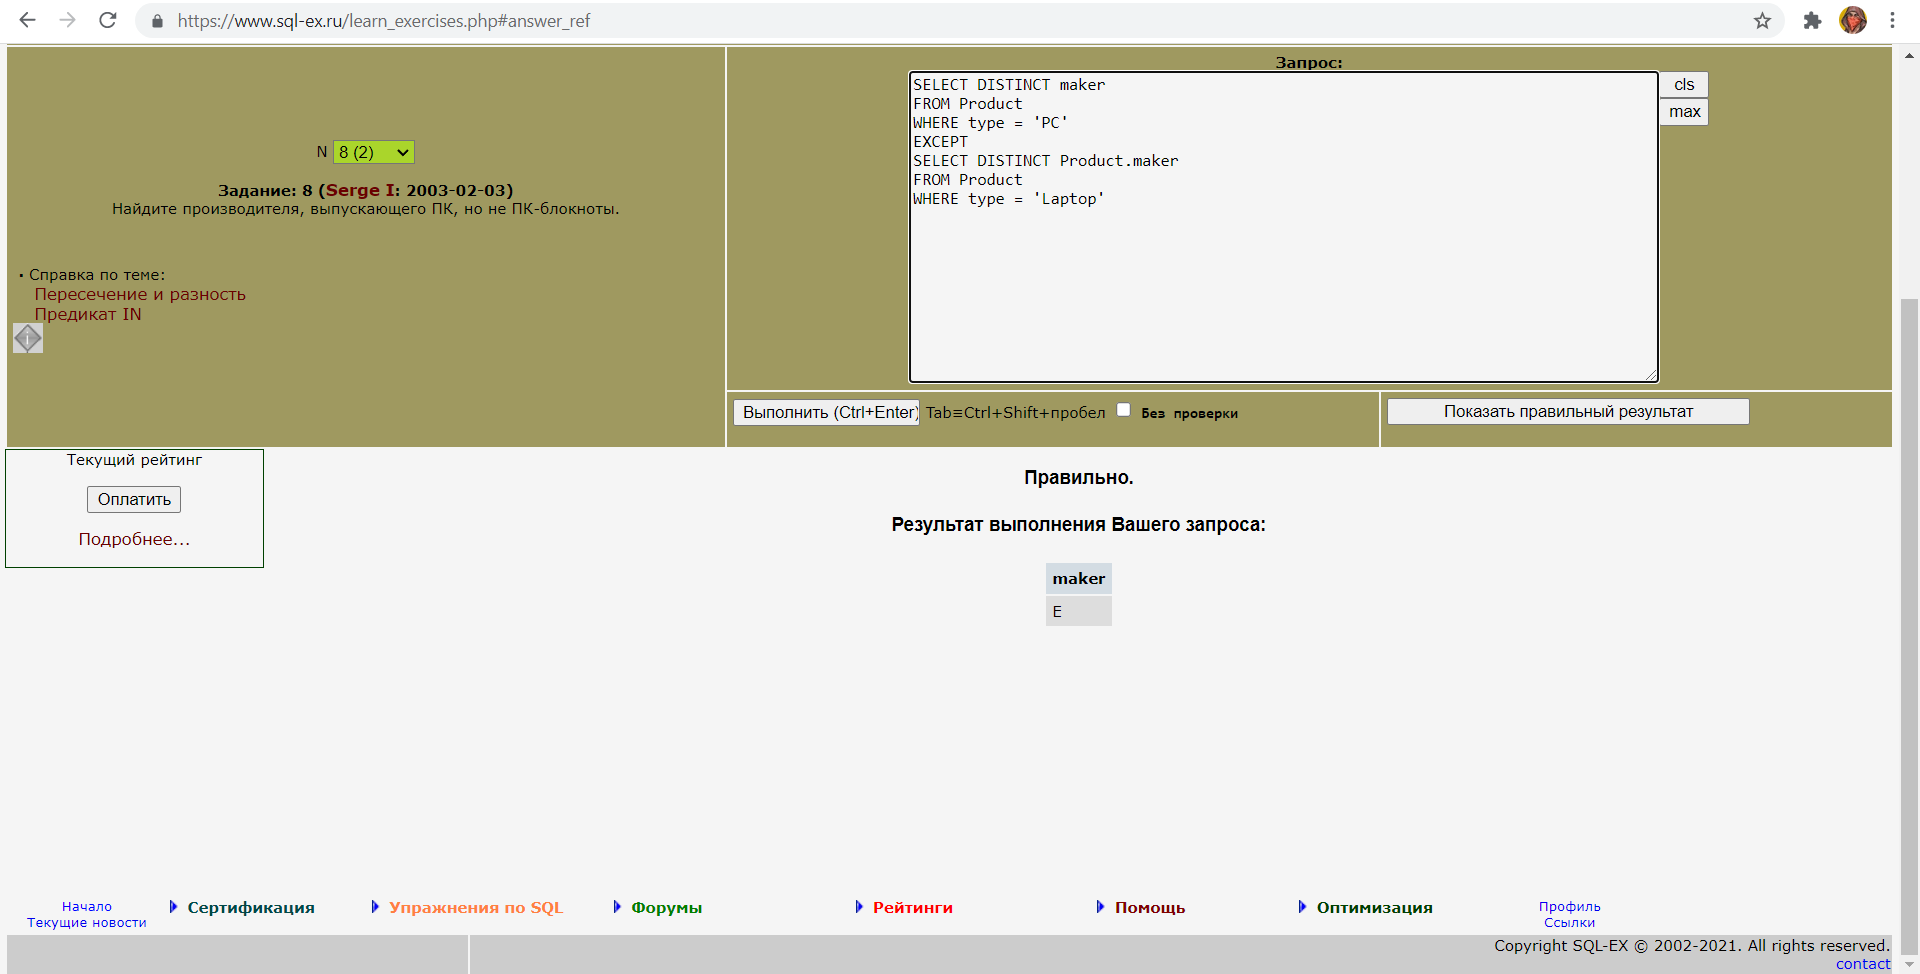 https://www.sql-ex.ru/learn_exercises.php#answer_ref
N 8 (2)
Задание: 8 (Serge I: 2003-02-03)
Найдите производителя, выпускающего ПК, но не ПК-блокноты.
· Справка по теме:
Пересечение и разность
Предикат IN
Запрос:
SELECT DISTINCT maker
FROM Product
WHERE type = 'PC'
EXCEPT
SELECT DISTINCT Product.maker
FROM Product
WHERE type = 'Laptop'
cls
max
Выполнить (Ctrl+Enter) Tab≡Ctrl+Shift+пробел Без проверки
Показать правильный результат
Текущий рейтинг
Оплатить
Подробнее...
Правильно.
Результат выполнения Вашего запроса:
maker
E
Начало
Текущие новости
Сертификация
Упражнения по SQL
Форумы
Рейтинги
Помощь
Оптимизация
Профиль
Ссылки
Copyright SQL-EX © 2002-2021. All rights reserved.
contact